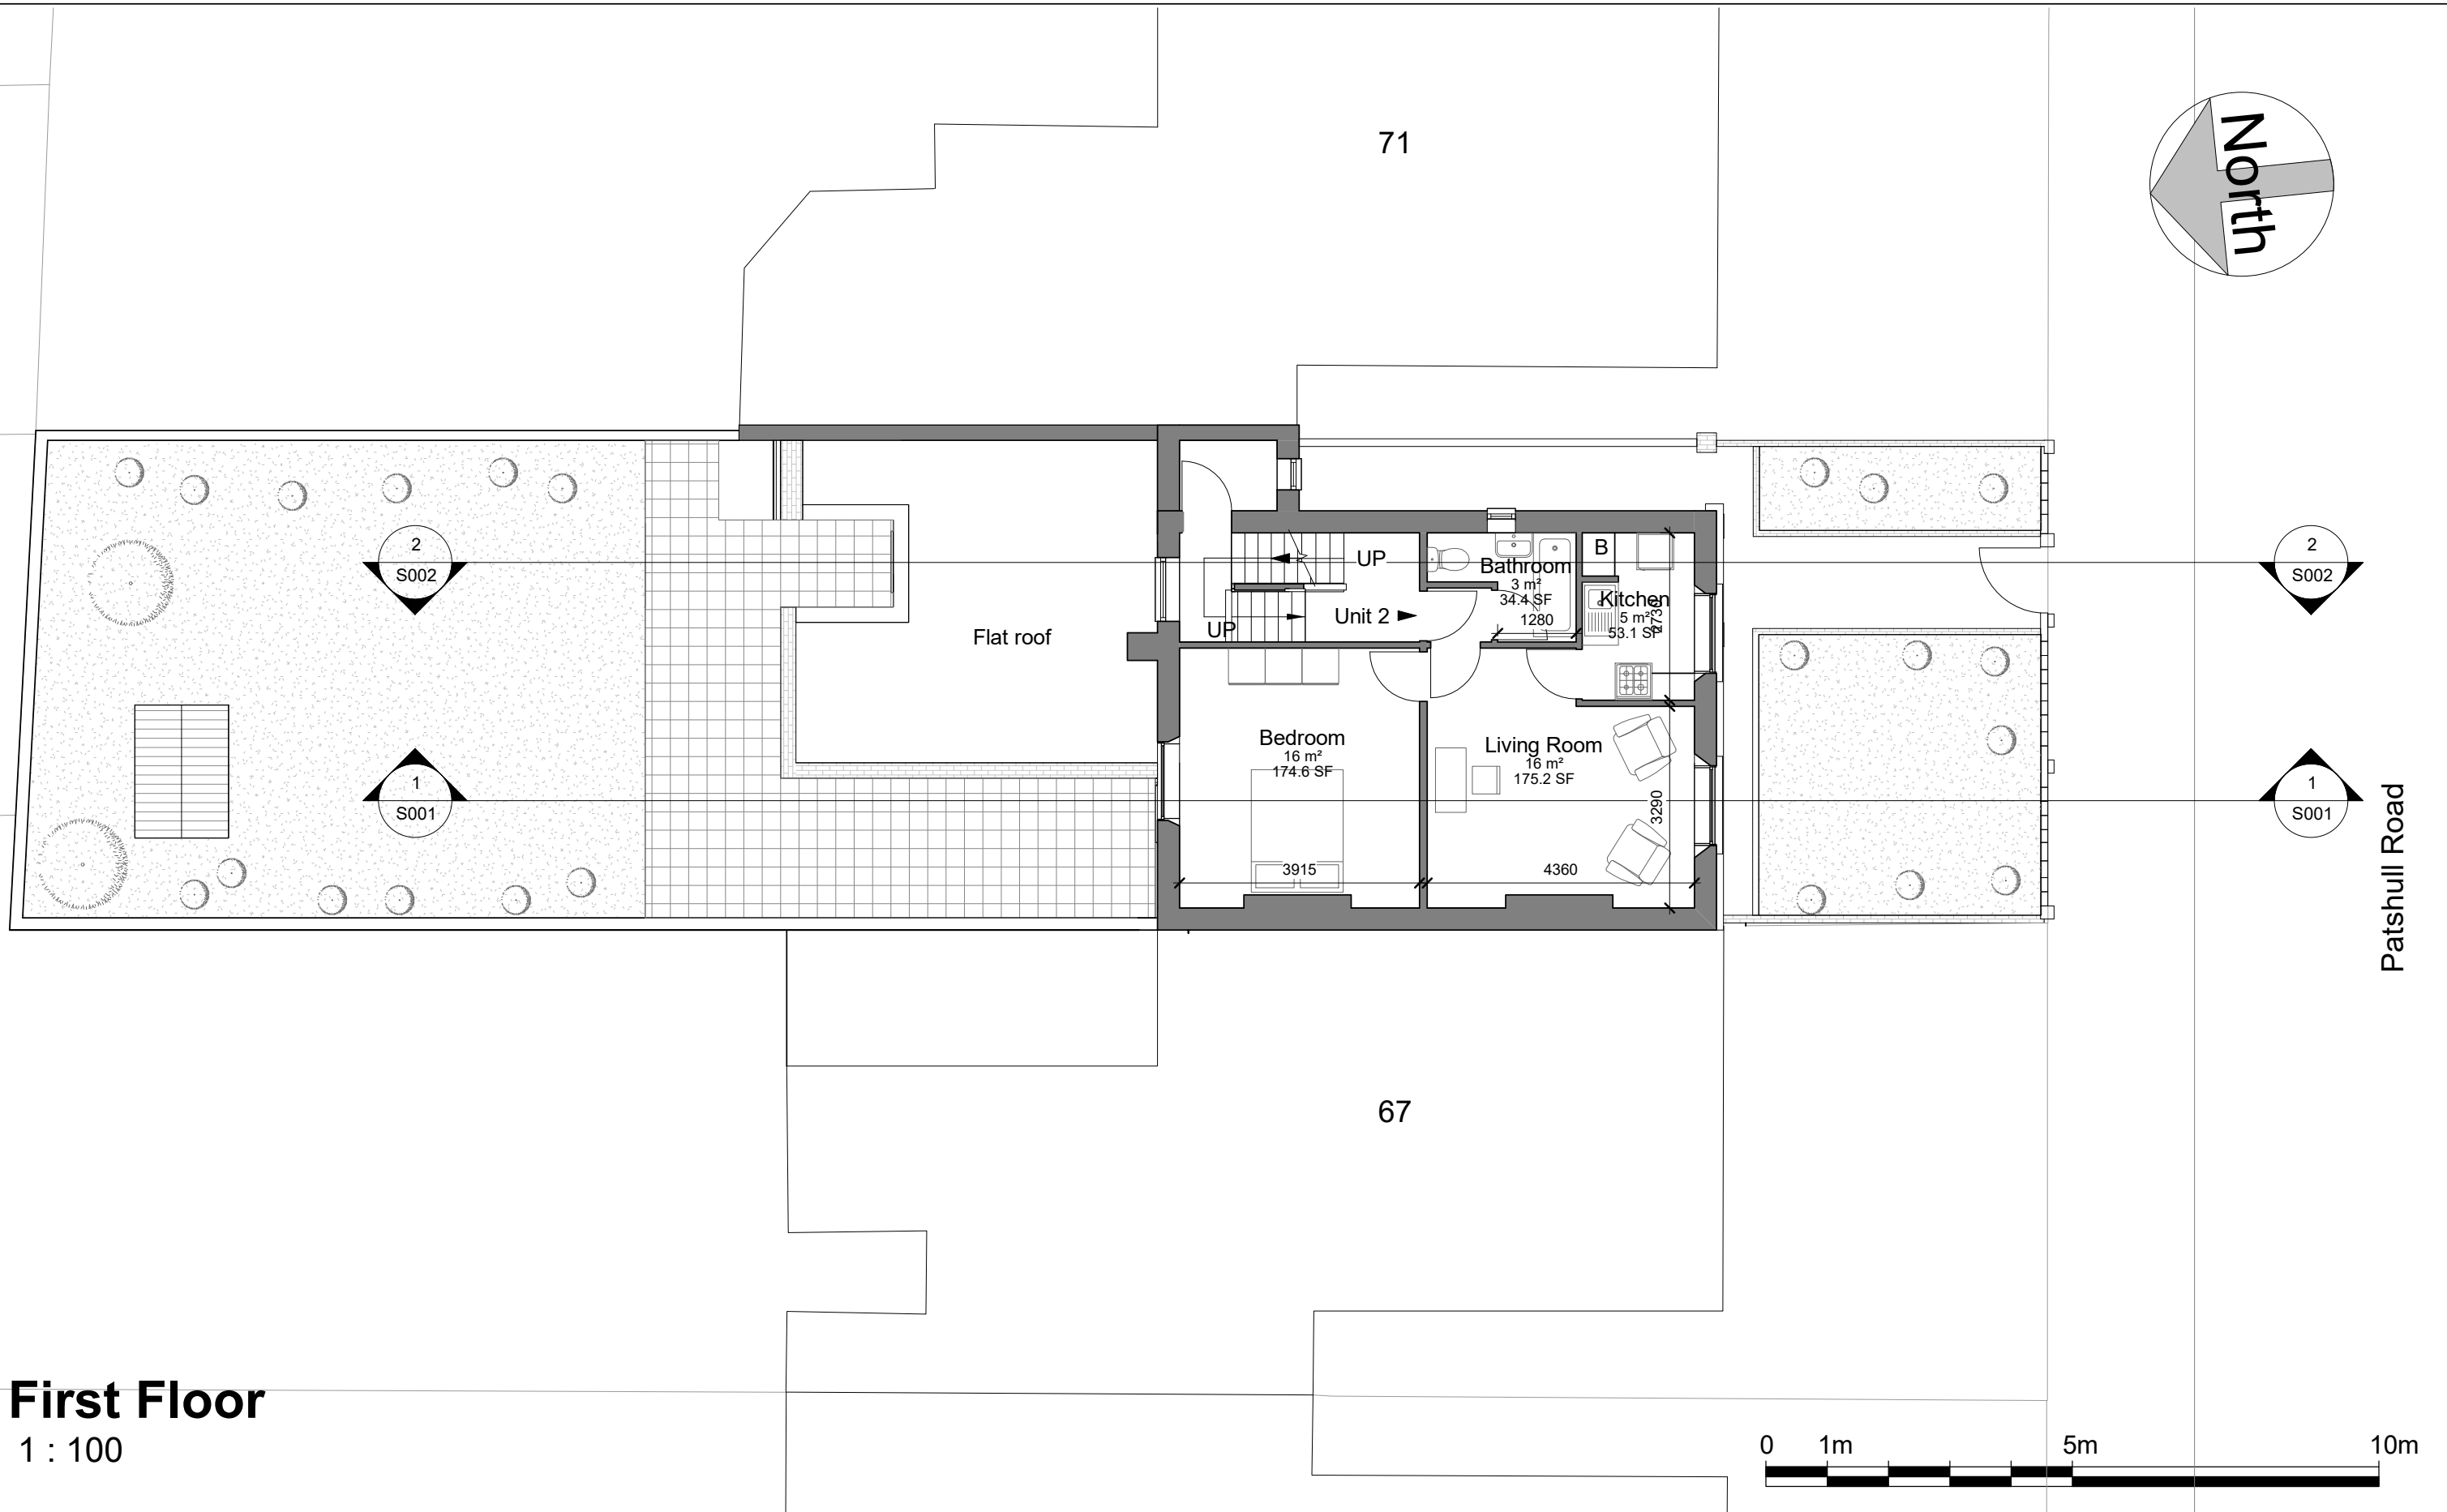 71
North
2
S002
2
S002
UP
B
Bathroom
3 m²
34.4 SF
Kitchen
5 m²
53.1 SF
2730
1280
Unit 2
UP
Flat roof
Bedroom
16 m²
174.6 SF
Living Room
16 m²
175.2 SF
3290
1
S001
1
S001
3915
4360
Patshull Road
67
First Floor
1 : 100
0 1m 5m 10m